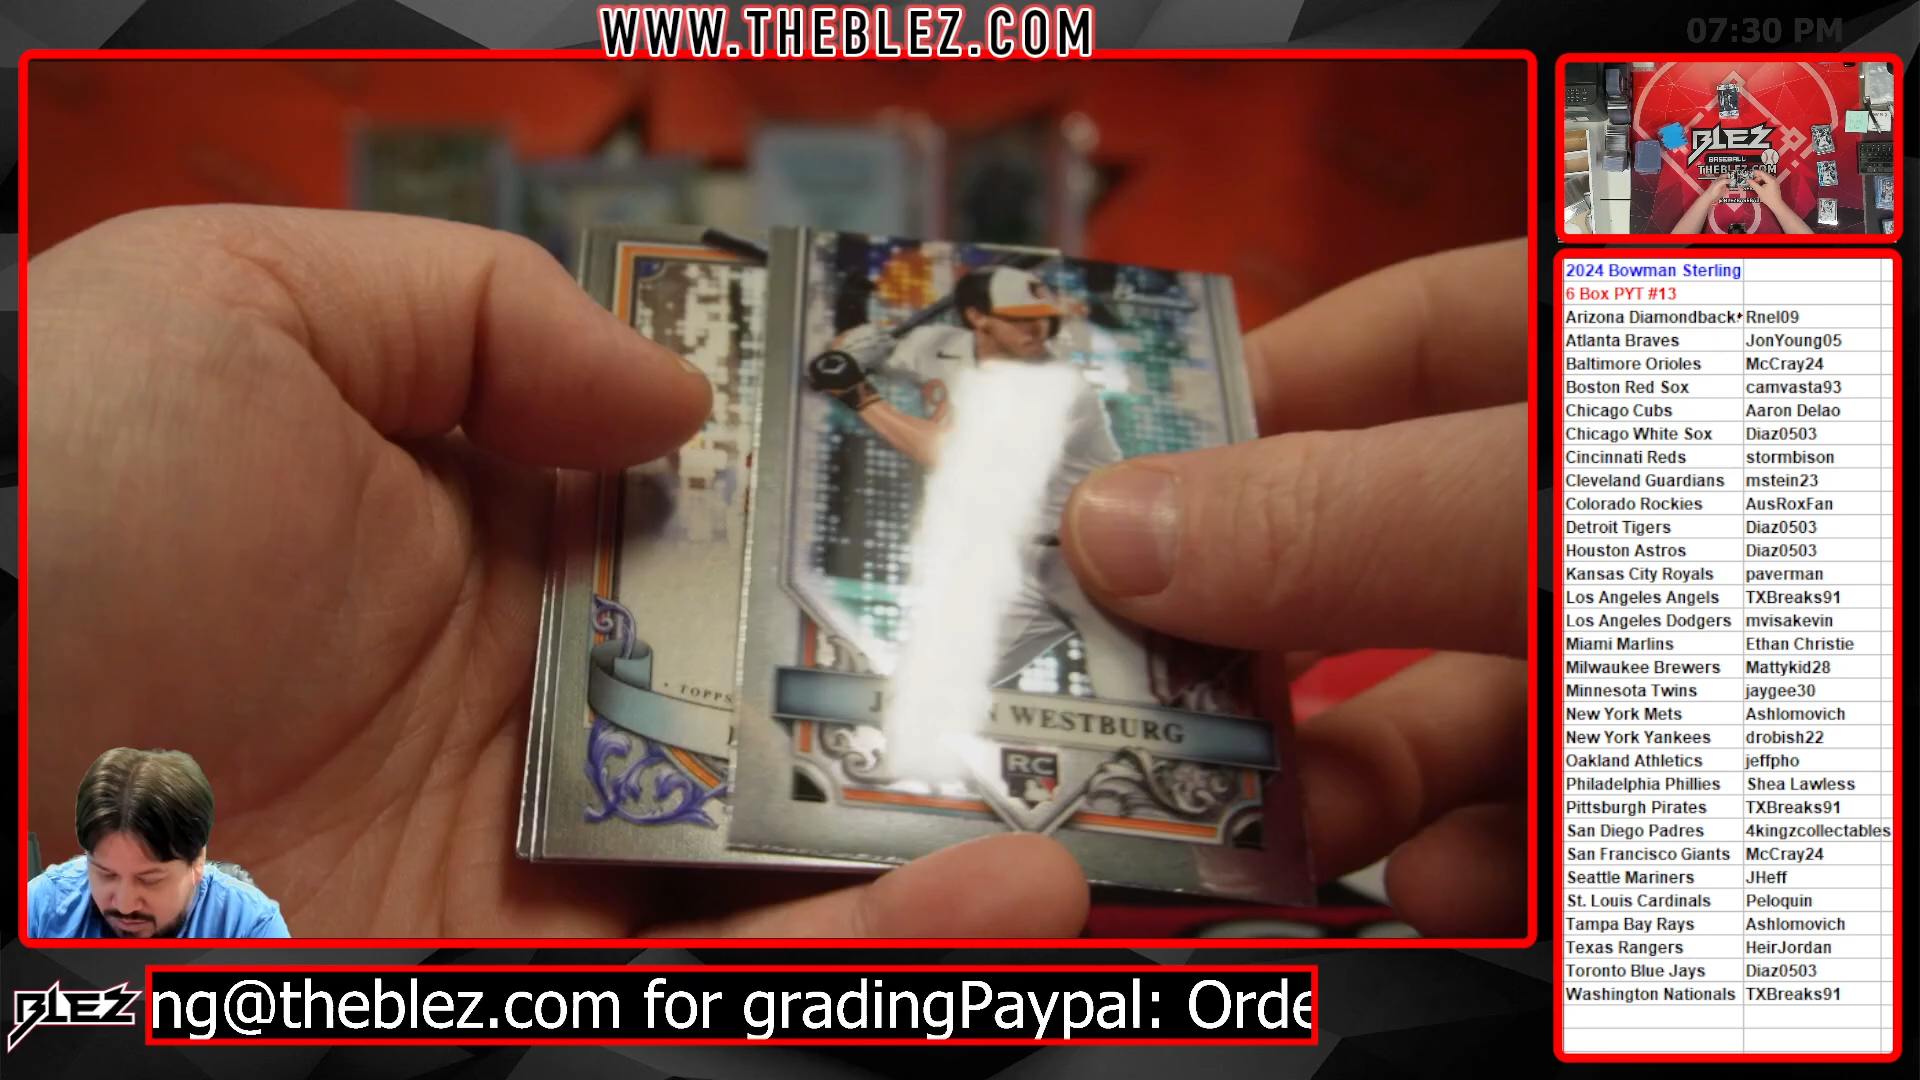 WWW.THEBLEZ.COM
07:30 PM
BLEZ
BASEBALL
THEBLEZ.COM
TOPPS
WESTBURG
RC
2024 Bowman Sterling
6 Box PYT #13
Arizona Diamondback Rnel09
Atlanta Braves JonYoung05
Baltimore Orioles McCray24
Boston Red Sox camvasta93
Chicago Cubs Aaron Delao
Chicago White Sox Diaz0503
Cincinnati Reds stormbison
Cleveland Guardians mstein23
Colorado Rockies AusRoxFan
Detroit Tigers Diaz0503
Houston Astros Diaz0503
Kansas City Royals paverman
Los Angeles Angels TXBreaks91
Los Angeles Dodgers mvisakevin
Miami Marlins Ethan Christie
Milwaukee Brewers Mattykid28
Minnesota Twins jaygee30
New York Mets Ashlomovich
New York Yankees drobish22
Oakland Athletics jeffpho
Philadelphia Phillies Shea Lawless
Pittsburgh Pirates TXBreaks91
San Diego Padres 4kingzcollectables
San Francisco Giants McCray24
Seattle Mariners JHeff
St. Louis Cardinals Peloquin
Tampa Bay Rays Ashlomovich
Texas Rangers HeirJordan
Toronto Blue Jays Diaz0503
Washington Nationals TXBreaks91
BLEZ
ng@theblez.com for gradingPaypal: Orde